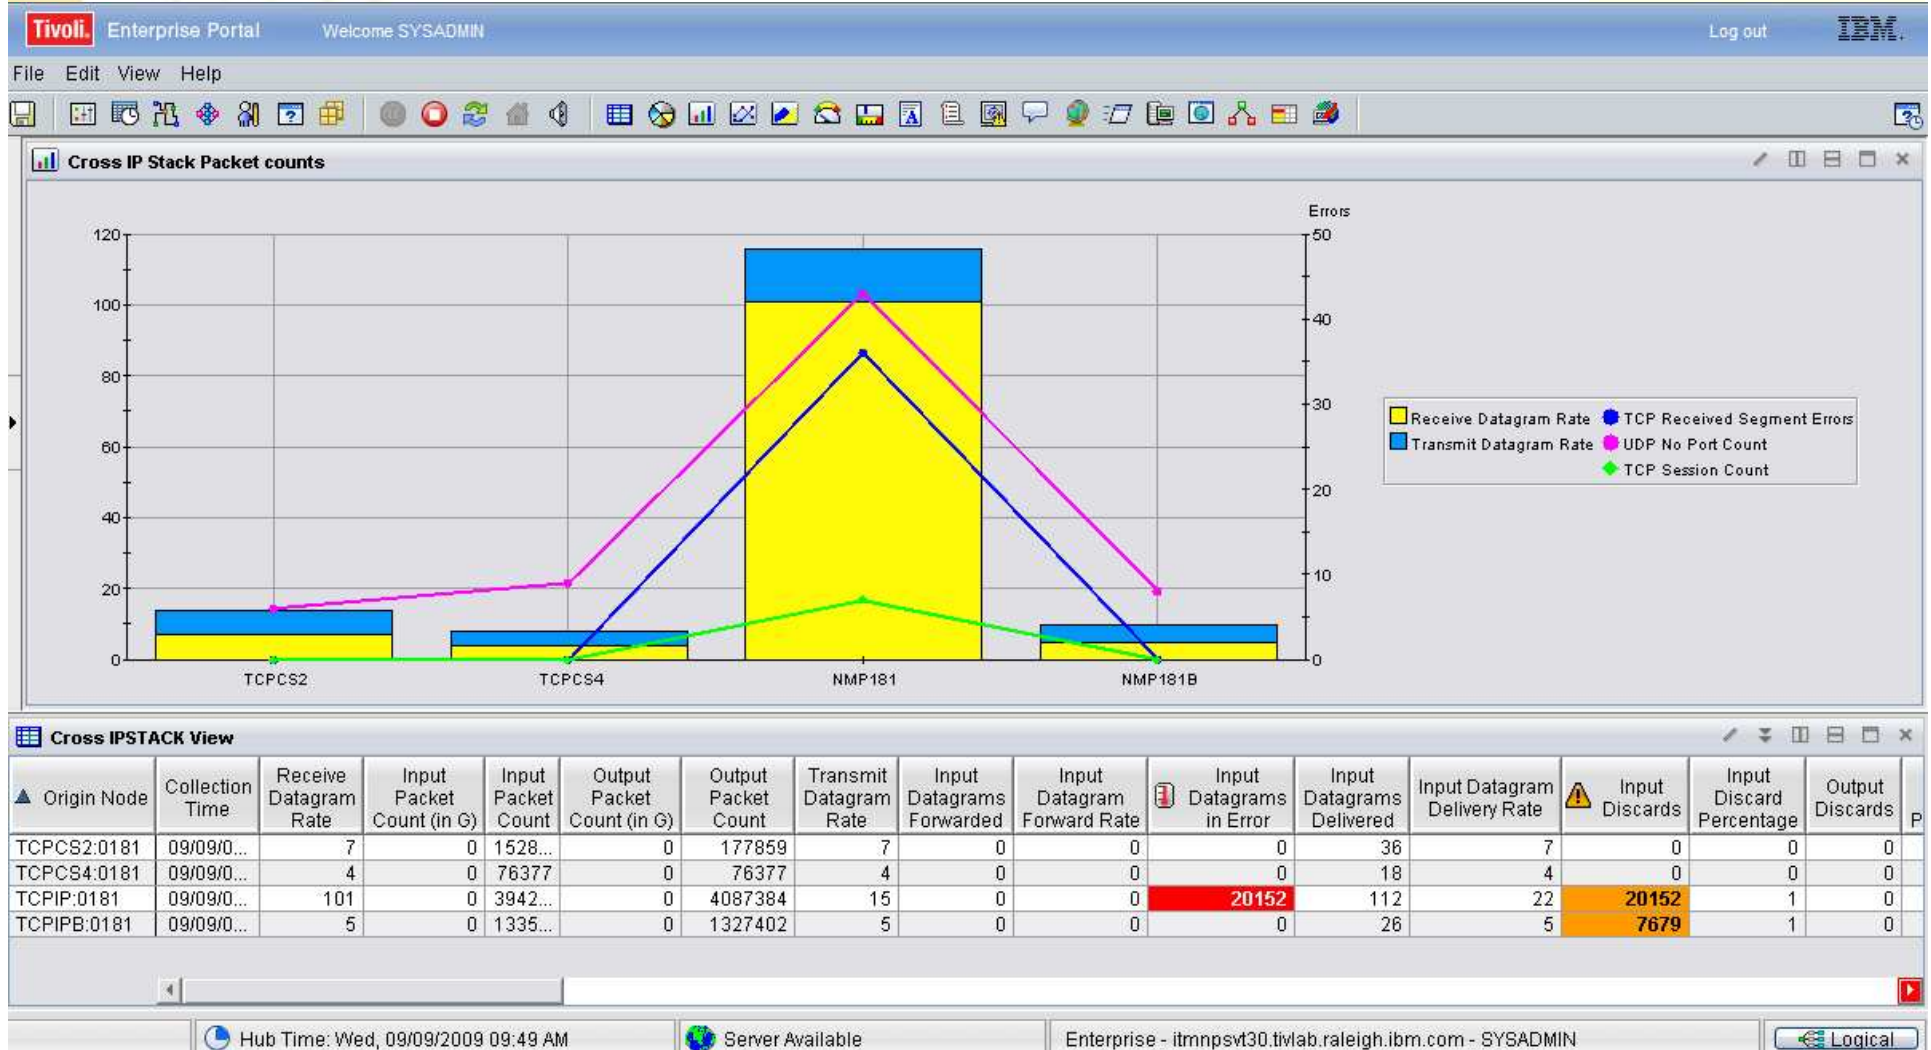 Tivoli. Enterprise Portal Welcome SYSADMIN Log out IBM.
File Edit View Help
Cross IP Stack Packet counts
Errors
120 50
100
40
80
30
60
20
40
10
20
0 0
TCPCS2 TCPCS4 NMP181 NMP181B
Receive Datagram Rate TCP Received Segment Errors
Transmit Datagram Rate UDP No Port Count
TCP Session Count
Cross IPSTACK View
Origin Node Collection Time Receive Datagram Rate Input Packet Count (in G) Input Packet Count Output Packet Count (in G) Output Packet Count Transmit Datagram Rate Input Datagrams Forwarded Input Datagram Forward Rate Input Datagrams in Error Input Datagrams Delivered Input Datagram Delivery Rate Input Discards Input Discard Percentage Output Discards P
TCPCS2:0181 09/09/0... 7 0 1528... 0 177859 7 0 0 0 36 7 0 0 0
TCPCS4:0181 09/09/0... 4 0 76377 0 76377 4 0 0 0 18 4 0 0 0
TCPIP:0181 09/09/0... 101 0 3942... 0 4087384 15 0 0 20152 112 22 20152 1 0
TCPIPB:0181 09/09/0... 5 0 1335... 0 1327402 5 0 0 0 26 5 7679 1 0
Hub Time: Wed, 09/09/2009 09:49 AM Server Available Enterprise - itmnpsvt30.tivlab.raleigh.ibm.com - SYSADMIN Logical